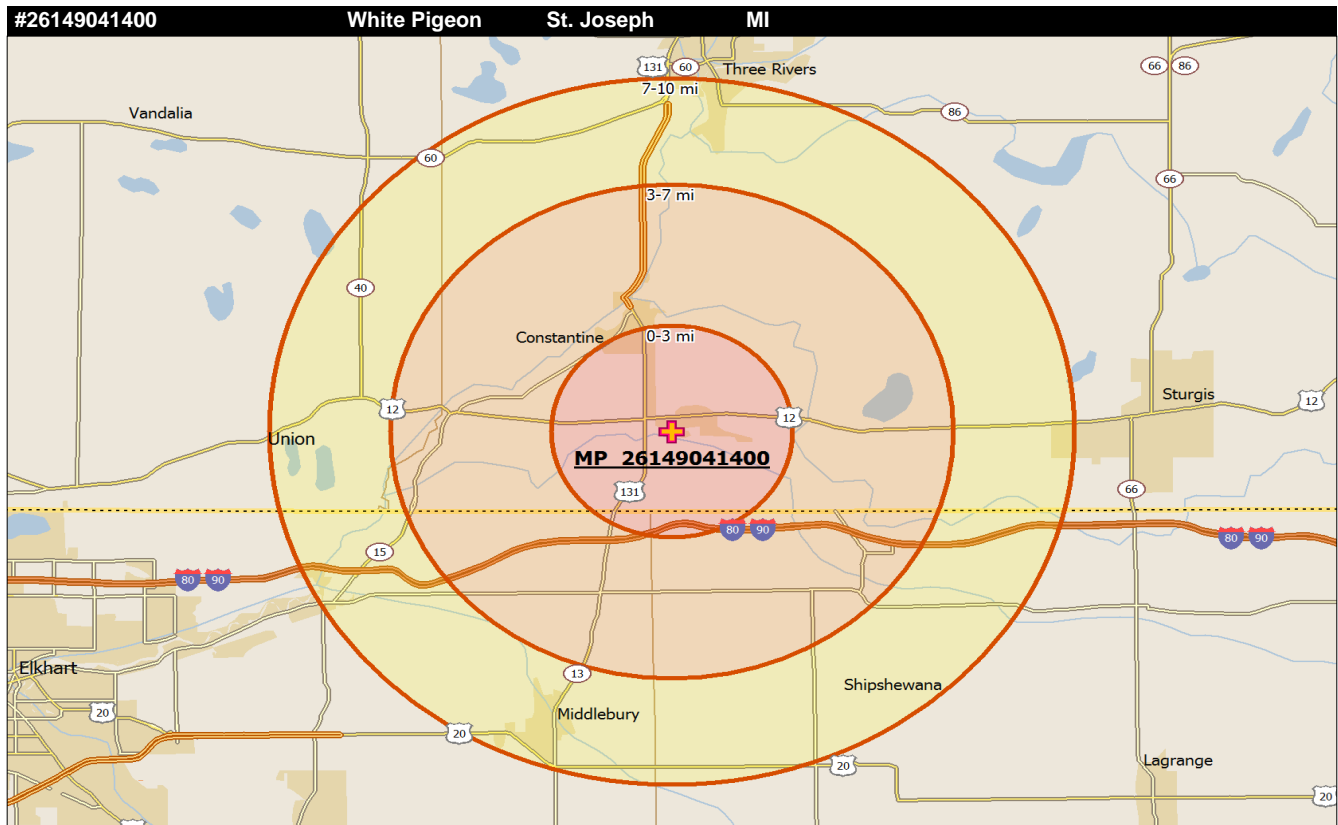 #26149041400 White Pigeon St. Joseph MI
131 60 Three Rivers 66 86
7-10 mi
Vandalia 86
60
66
3-7 mi
40
Constantine 0-3 mi
Sturgis
12 12 12
Union
MP 26149041400
131 66
80 90 80 90
15
80 90
Elkhart
13
Shipshewana
20 Middlebury
20
Lagrange
20
20